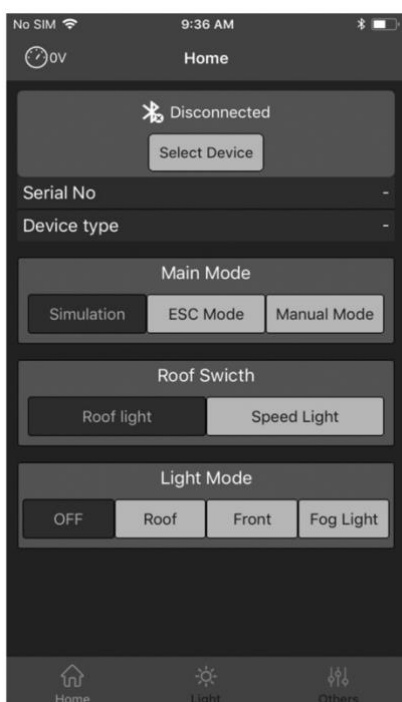 No SIM 9:36 AM
0V Home
Disconnected
Select Device
Serial No -
Device type -
Main Mode
Simulation ESC Mode Manual Mode
Roof Swicth
Roof light Speed Light
Light Mode
OFF Roof Front Fog Light
Home Light Others